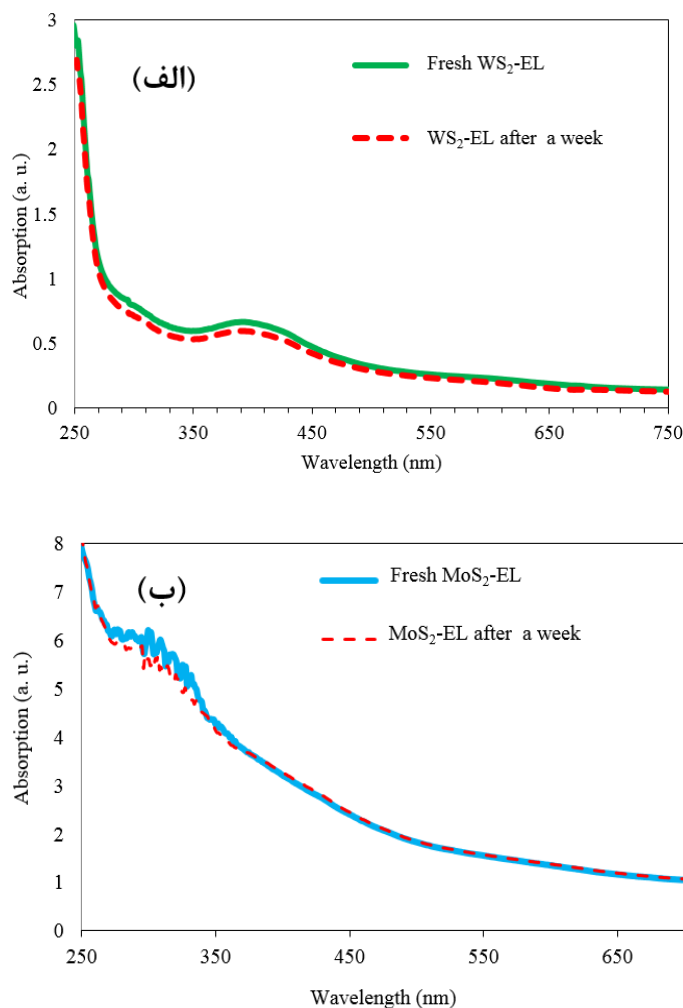 3
2.5
2
1.5
1
0.5
0
(الف)
Fresh WS₂-EL
WS₂-EL after a week
Absorption (a. u.)
250 350 450 550 650 750
Wavelength (nm)
8
7
6
5
4
3
2
1
0
(ب)
Fresh MoS₂-EL
MoS₂-EL after a week
Absorption (a. u.)
250 350 450 550 650
Wavelength (nm)